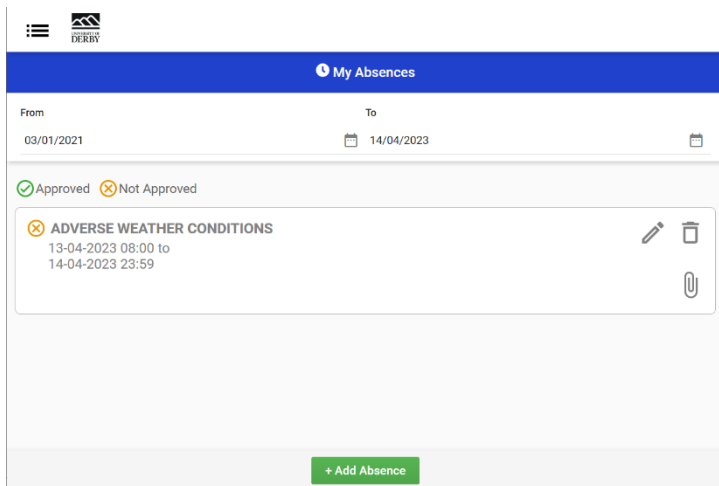 UNIVERSITY OF
DERBY
My Absences
From
To
03/01/2021
14/04/2023
Approved
Not Approved
ADVERSE WEATHER CONDITIONS
13-04-2023 08:00 to
14-04-2023 23:59
+ Add Absence